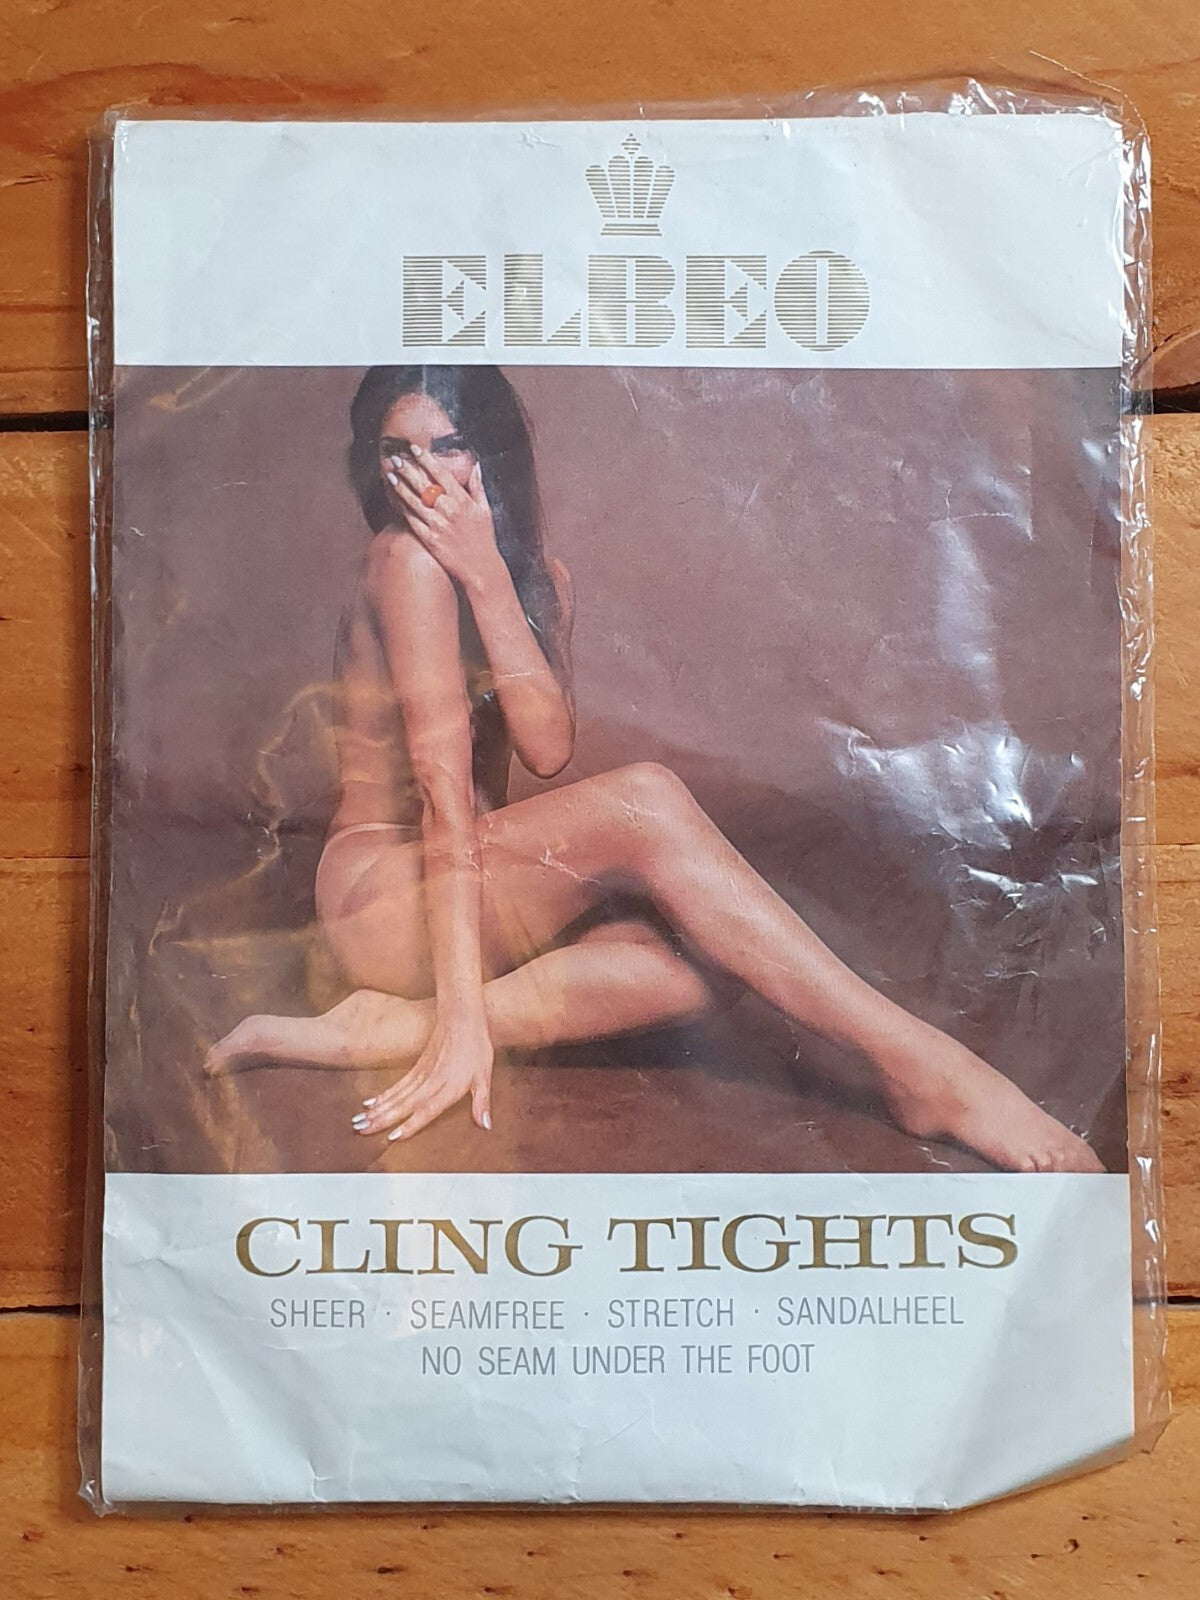 ELBEO
CLING TIGHTS
SHEER · SEAMFREE · STRETCH · SANDALHEEL
NO SEAM UNDER THE FOOT